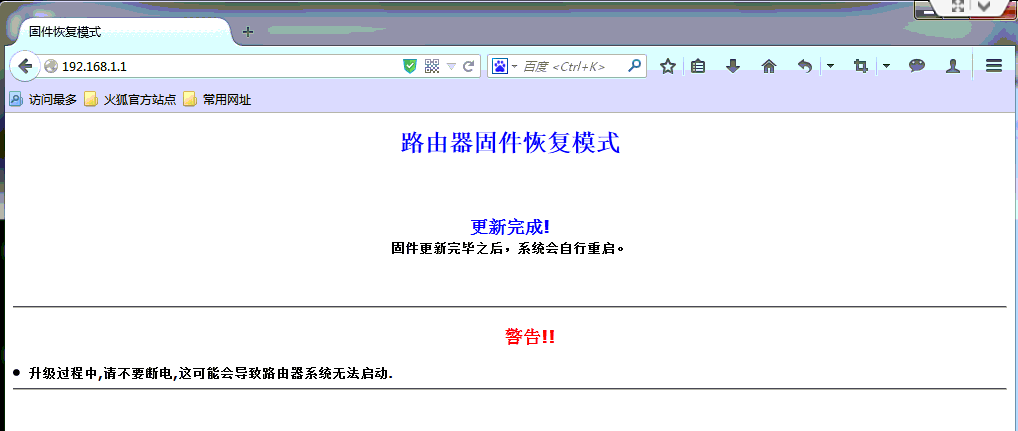 固件恢复模式
192.168.1.1
百度 <Ctrl+K>
访问最多 火狐官方站点 常用网址
路由器固件恢复模式
更新完成!
固件更新完毕之后，系统会自行重启。
警告!!
升级过程中,请不要断电,这可能会导致路由器系统无法启动.